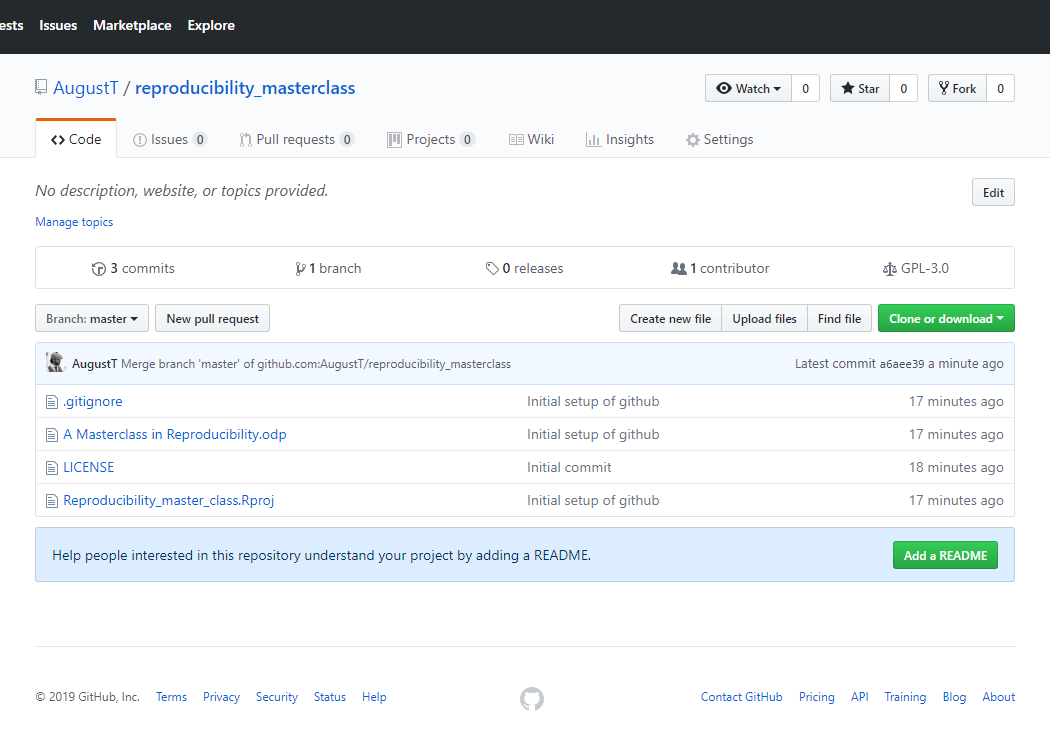 ests Issues Marketplace Explore
AugustT / reproducibility_masterclass
Watch 0 Star 0 Fork 0
Code Issues 0 Pull requests 0 Projects 0 Wiki Insights Settings
No description, website, or topics provided.
Edit
Manage topics
3 commits 1 branch 0 releases 1 contributor GPL-3.0
Branch: master New pull request Create new file Upload files Find file Clone or download
AugustT Merge branch 'master' of github.com:AugustT/reproducibility_masterclass Latest commit a6aee39 a minute ago
.gitignore Initial setup of github 17 minutes ago
A Masterclass in Reproducibility.odp Initial setup of github 17 minutes ago
LICENSE Initial commit 18 minutes ago
Reproducibility_master_class.Rproj Initial setup of github 17 minutes ago
Help people interested in this repository understand your project by adding a README. Add a README
© 2019 GitHub, Inc. Terms Privacy Security Status Help Contact GitHub Pricing API Training Blog About